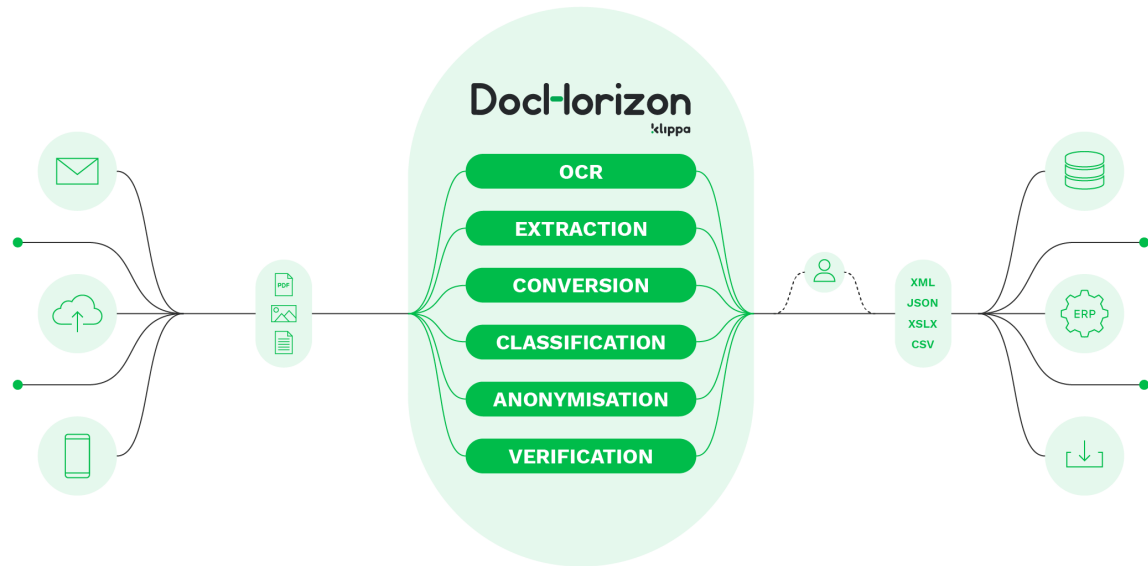 DocHorizon
klippa
OCR
EXTRACTION
CONVERSION
CLASSIFICATION
ANONYMISATION
VERIFICATION
PDF
XML
JSON
XSLX
CSV
ERP